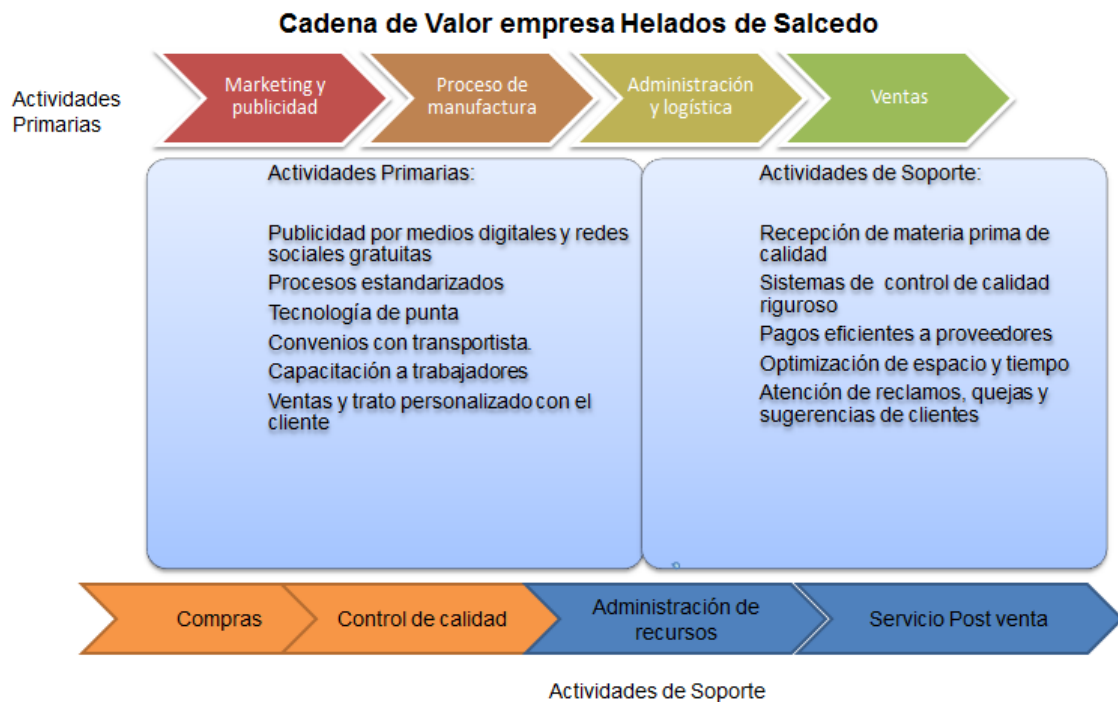 Cadena de Valor empresa Helados de Salcedo
Actividades
Primarias
Marketing y
publicidad
Proceso de
manufactura
Administración
y logística
Ventas
Actividades Primarias:
Publicidad por medios digitales y redes
sociales gratuitas
Procesos estandarizados
Tecnología de punta
Convenios con transportista.
Capacitación a trabajadores
Ventas y trato personalizado con el
cliente
Actividades de Soporte:
Recepción de materia prima de
calidad
Sistemas de control de calidad
riguroso
Pagos eficientes a proveedores
Optimización de espacio y tiempo
Atención de reclamos, quejas y
sugerencias de clientes
Compras
Control de calidad
Administración de
recursos
Servicio Post venta
Actividades de Soporte